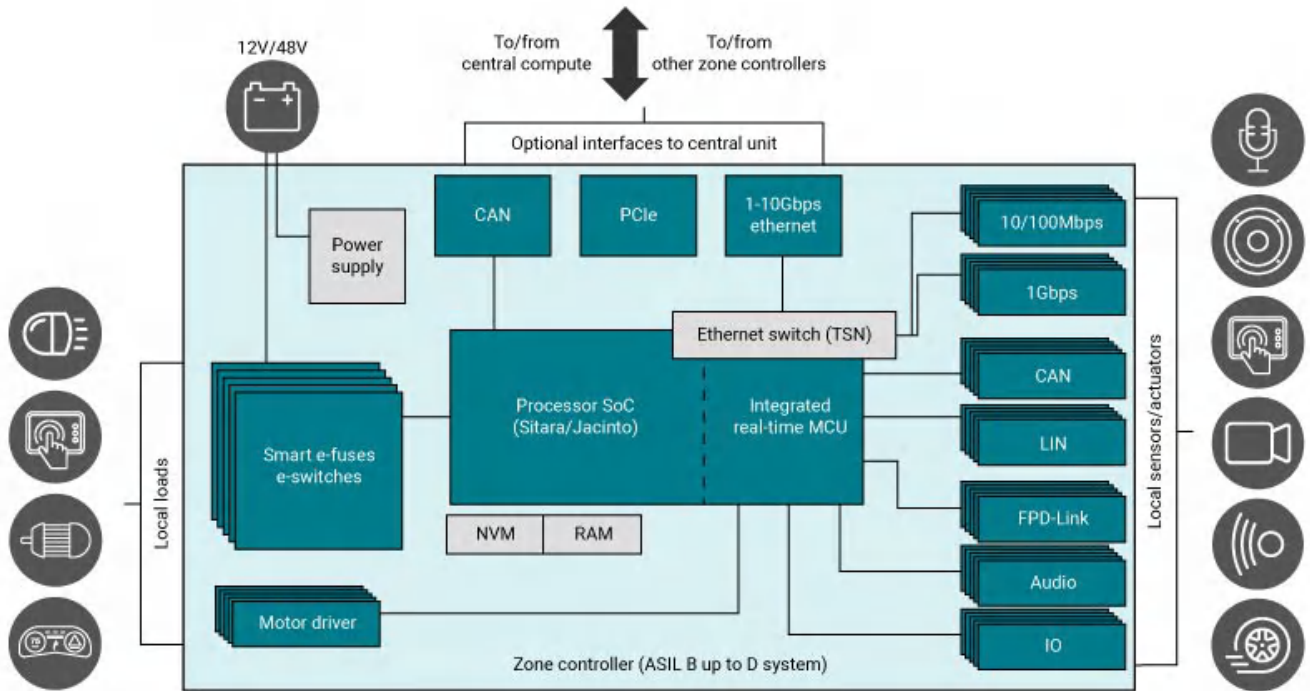 12V/48V
To/from
central compute
To/from
other zone controllers
Optional interfaces to central unit
CAN
PCIe
1-10Gbps
ethernet
Power
supply
10/100Mbps
1Gbps
Ethernet switch (TSN)
Processor SoC
(Sitara/Jacinto)
Integrated
real-time MCU
CAN
LIN
FPD-Link
Audio
IO
Smart e-fuses
e-switches
NVM
RAM
Motor driver
Local loads
Local sensors/actuators
Zone controller (ASIL B up to D system)